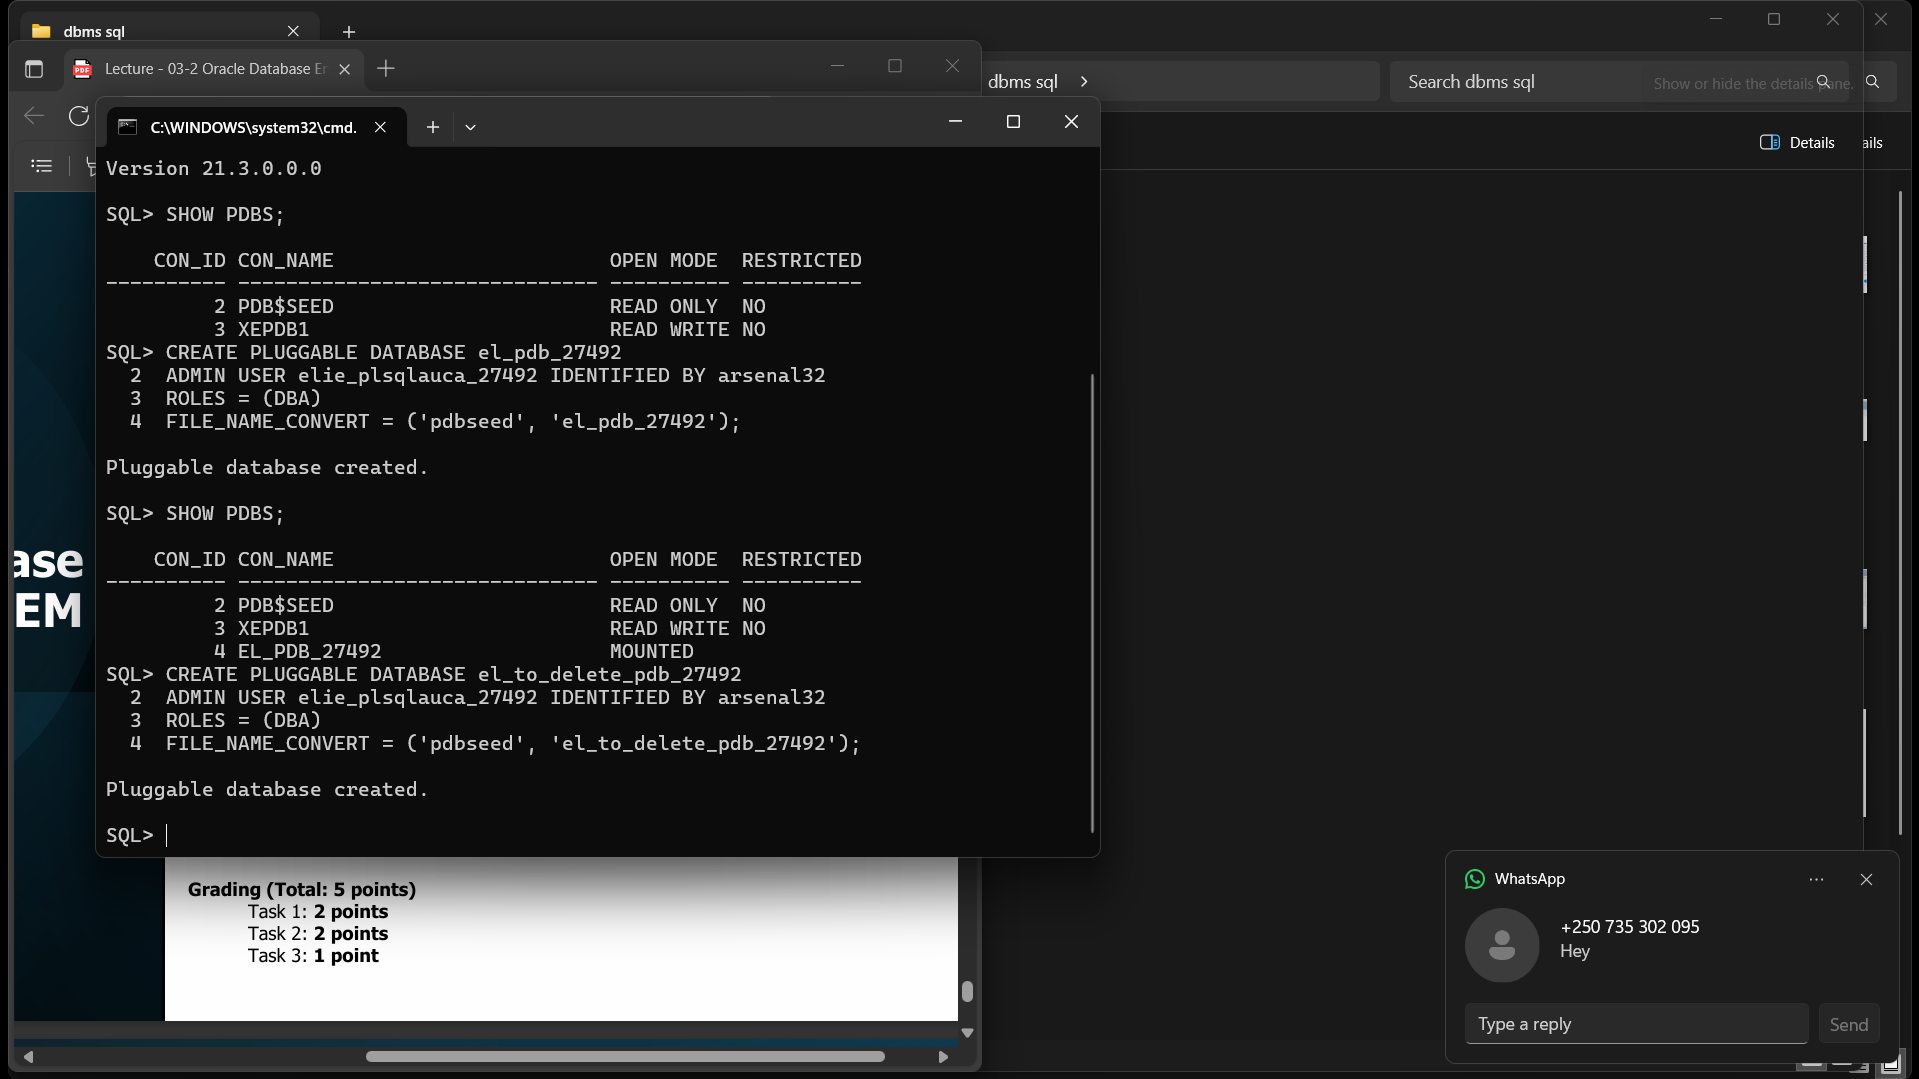 dbms sql
Lecture - 03-2 Oracle Database Er
dbms sql
Search dbms sql
Show or hide the details pane.
C:\WINDOWS\system32\cmd.
Details
ails
Version 21.3.0.0.0
SQL> SHOW PDBS;
    CON_ID CON_NAME                       OPEN MODE  RESTRICTED
---------- ------------------------------ ---------- ----------
         2 PDB$SEED                       READ ONLY  NO
         3 XEPDB1                         READ WRITE NO
SQL> CREATE PLUGGABLE DATABASE el_pdb_27492
  2  ADMIN USER elie_plsqlauca_27492 IDENTIFIED BY arsenal32
  3  ROLES = (DBA)
  4  FILE_NAME_CONVERT = ('pdbseed', 'el_pdb_27492');
Pluggable database created.
SQL> SHOW PDBS;
    CON_ID CON_NAME                       OPEN MODE  RESTRICTED
---------- ------------------------------ ---------- ----------
         2 PDB$SEED                       READ ONLY  NO
         3 XEPDB1                         READ WRITE NO
         4 EL_PDB_27492                   MOUNTED
SQL> CREATE PLUGGABLE DATABASE el_to_delete_pdb_27492
  2  ADMIN USER elie_plsqlauca_27492 IDENTIFIED BY arsenal32
  3  ROLES = (DBA)
  4  FILE_NAME_CONVERT = ('pdbseed', 'el_to_delete_pdb_27492');
Pluggable database created.
SQL>
ase
EM
Grading (Total: 5 points)
Task 1: 2 points
Task 2: 2 points
Task 3: 1 point
WhatsApp
+250 735 302 095
Hey
Type a reply
Send